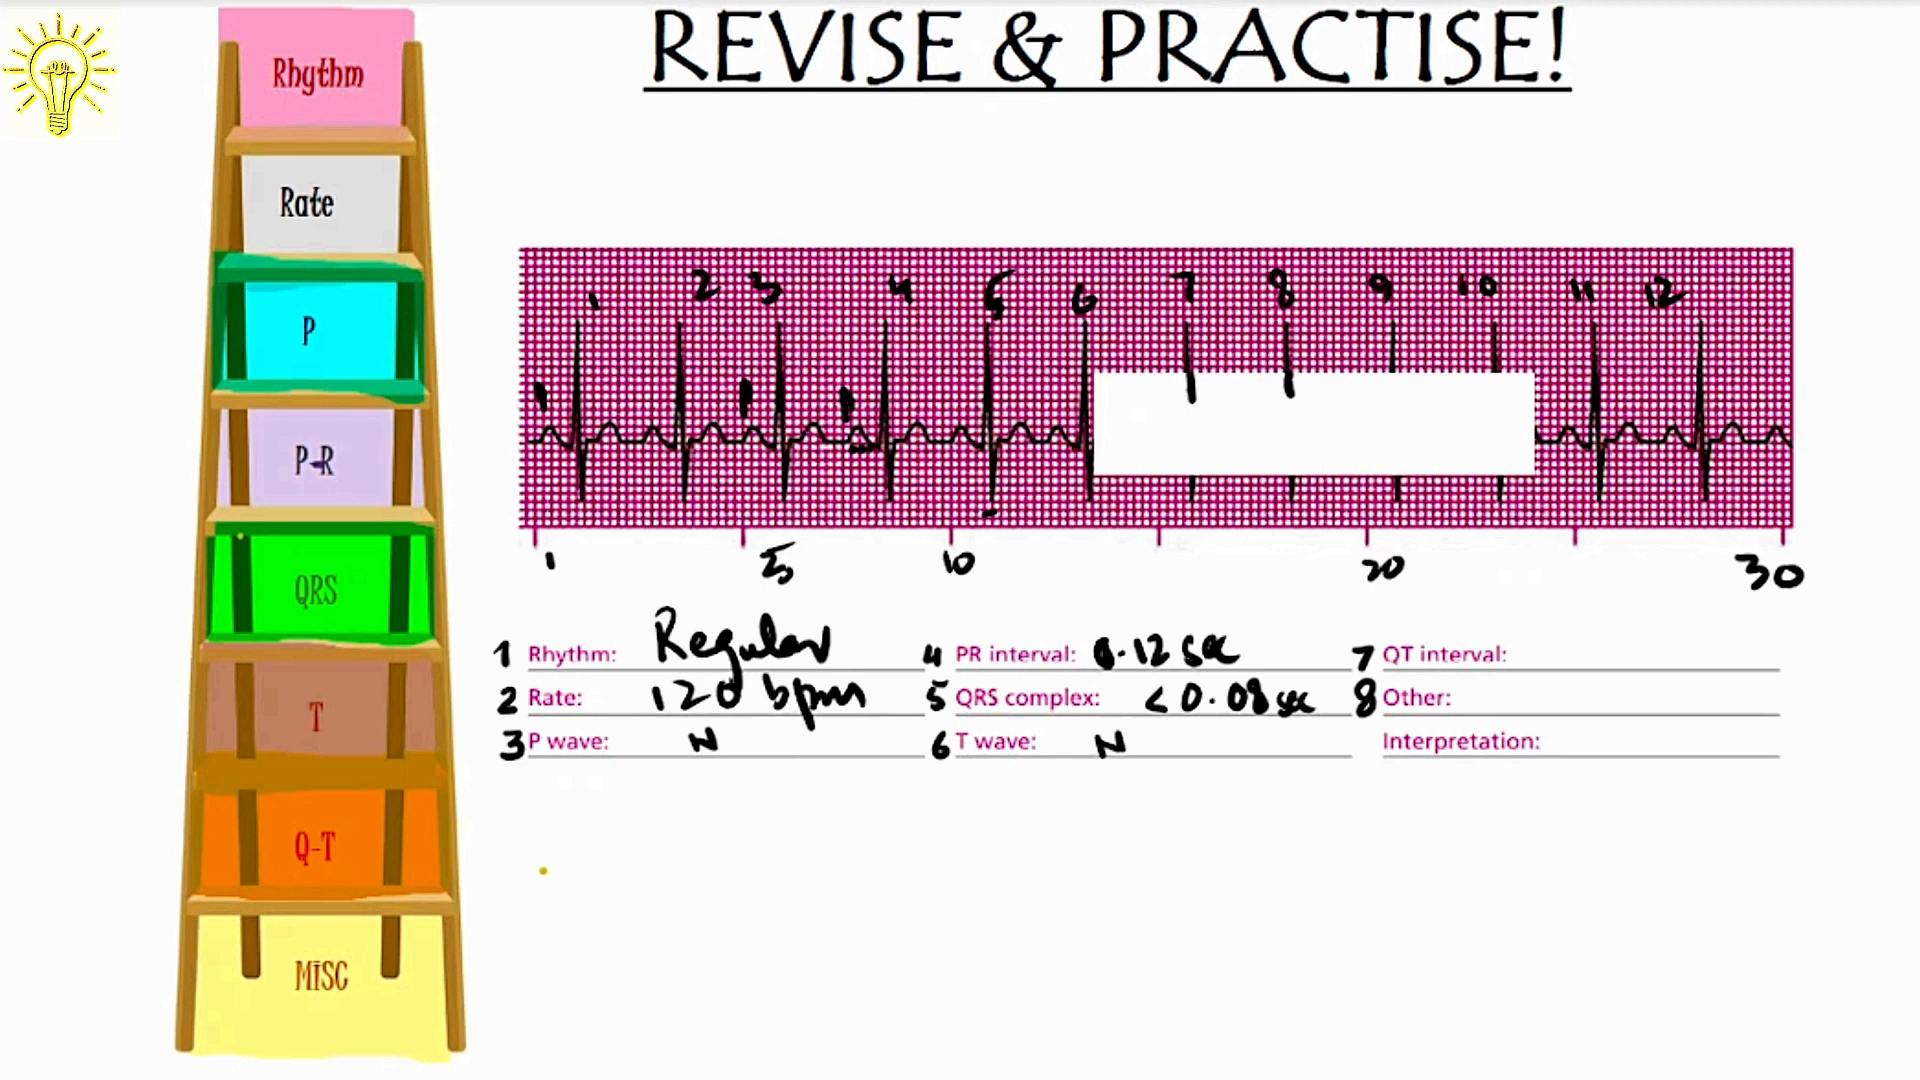 REVISE & PRACTISE!
Rhythm
Rate
P
P-R
QRS
T
Q-T
MISC
1 2 3 4 5 6 7 8 9 10 11 12
1 5 10 20 30
1 Rhythm: Regular
2 Rate: 120 bpm
3 P wave: N
4 PR interval: 0.12 sec
5 QRS complex: < 0.08 sec
6 T wave: N
7 QT interval:
8 Other:
Interpretation: